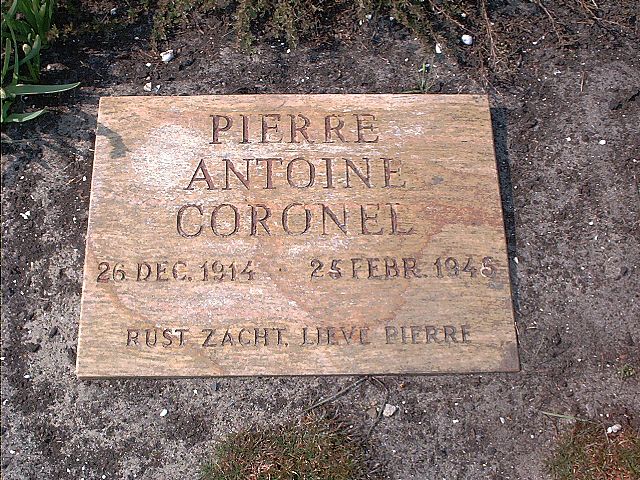 PIERRE
ANTOINE
CORONEL
26 DEC. 1914 · 25 FEBR. 1945
RUST ZACHT, LIEVE PIERRE